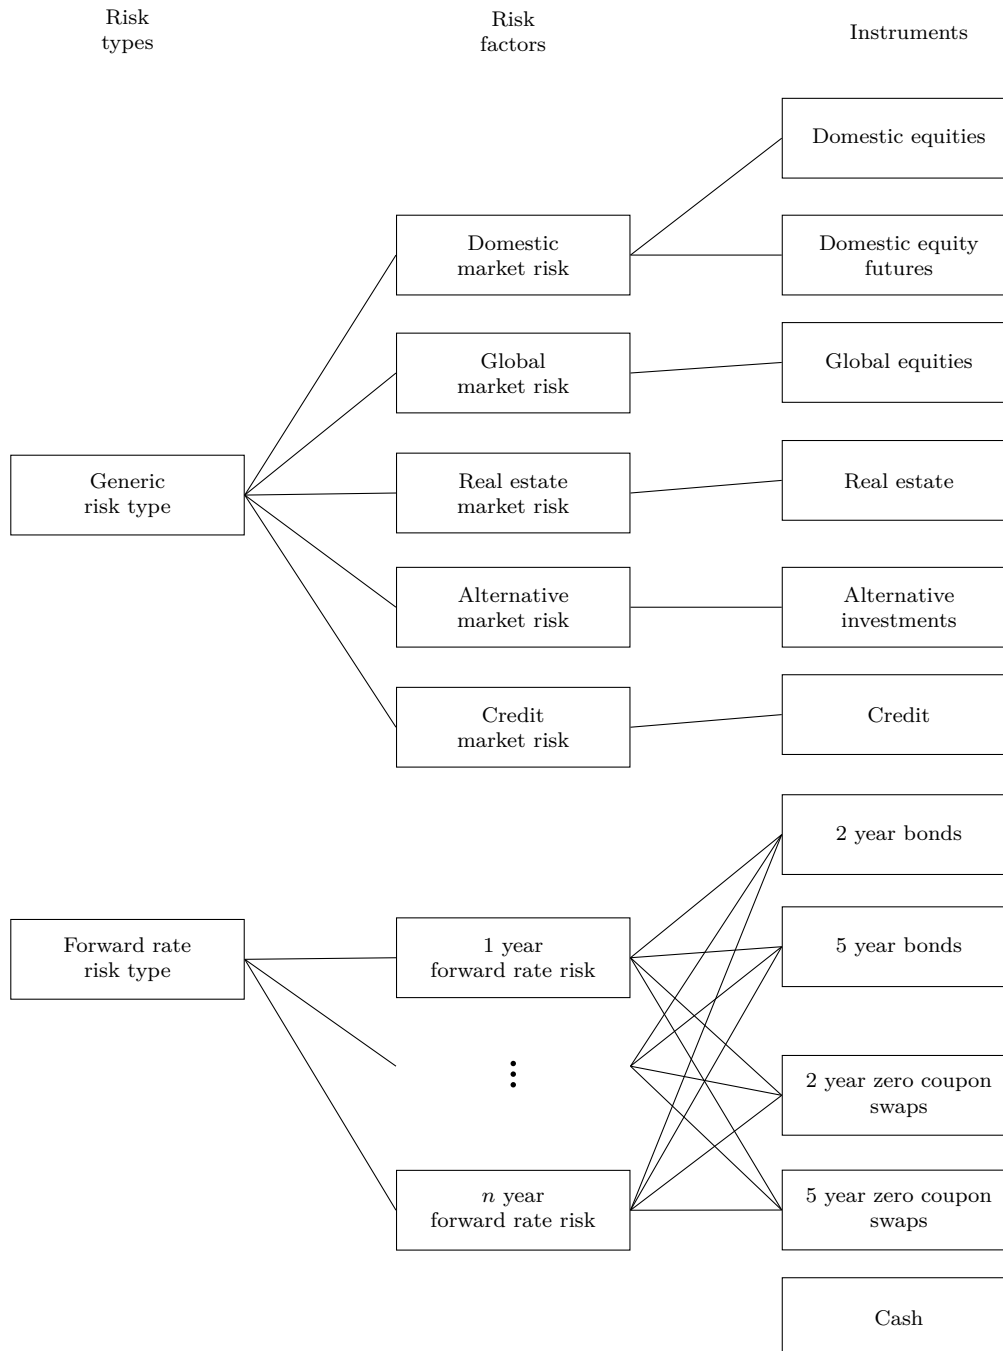 Risk
types
Risk
factors
Instruments
Domestic equities
Domestic
market risk
Domestic equity
futures
Global
market risk
Global equities
Generic
risk type
Real estate
market risk
Real estate
Alternative
market risk
Alternative
investments
Credit
market risk
Credit
2 year bonds
Forward rate
risk type
1 year
forward rate risk
5 year bonds
⋮
2 year zero coupon
swaps
n year
forward rate risk
5 year zero coupon
swaps
Cash